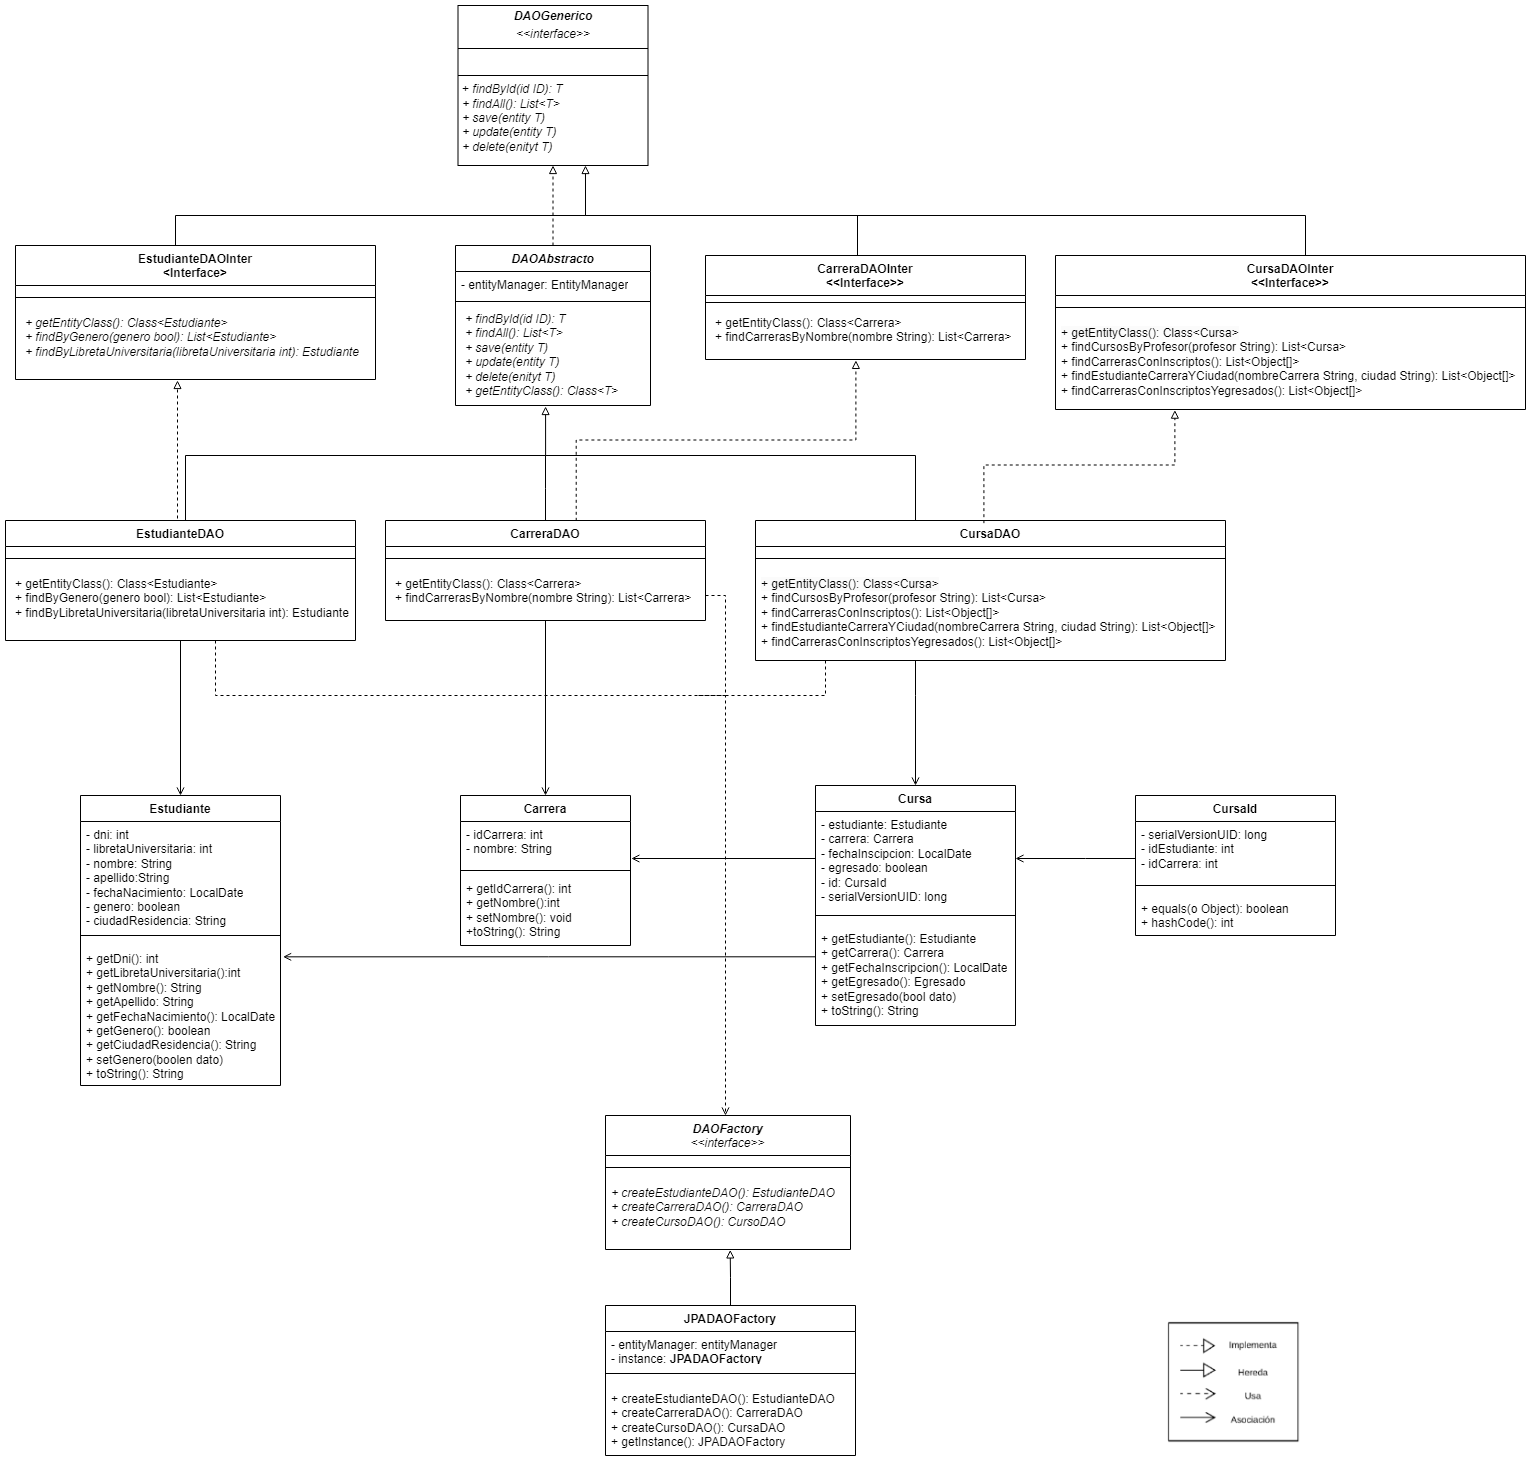 DAOGenerico
<<interface>>
+ findById(id ID): T
+ findAll(): List<T>
+ save(entity T)
+ update(entity T)
+ delete(enityt T)
EstudianteDAOInter
<Interface>
+ getEntityClass(): Class<Estudiante>
+ findByGenero(genero bool): List<Estudiante>
+ findByLibretaUniversitaria(libretaUniversitaria int): Estudiante
DAOAbstracto
- entityManager: EntityManager
+ findById(id ID): T
+ findAll(): List<T>
+ save(entity T)
+ update(entity T)
+ delete(enityt T)
+ getEntityClass(): Class<T>
CarreraDAOInter
<<Interface>>
+ getEntityClass(): Class<Carrera>
+ findCarrerasByNombre(nombre String): List<Carrera>
CursaDAOInter
<<Interface>>
+ getEntityClass(): Class<Cursa>
+ findCursosByProfesor(profesor String): List<Cursa>
+ findCarrerasConInscriptos(): List<Object[]>
+ findEstudianteCarreraYCiudad(nombreCarrera String, ciudad String): List<Object[]>
+ findCarrerasConInscriptosYegresados(): List<Object[]>
EstudianteDAO
+ getEntityClass(): Class<Estudiante>
+ findByGenero(genero bool): List<Estudiante>
+ findByLibretaUniversitaria(libretaUniversitaria int): Estudiante
CarreraDAO
+ getEntityClass(): Class<Carrera>
+ findCarrerasByNombre(nombre String): List<Carrera>
CursaDAO
+ getEntityClass(): Class<Cursa>
+ findCursosByProfesor(profesor String): List<Cursa>
+ findCarrerasConInscriptos(): List<Object[]>
+ findEstudianteCarreraYCiudad(nombreCarrera String, ciudad String): List<Object[]>
+ findCarrerasConInscriptosYegresados(): List<Object[]>
Estudiante
- dni: int
- libretaUniversitaria: int
- nombre: String
- apellido:String
- fechaNacimiento: LocalDate
- genero: boolean
- ciudadResidencia: String
+ getDni(): int
+ getLibretaUniversitaria():int
+ getNombre(): String
+ getApellido: String
+ getFechaNacimiento(): LocalDate
+ getGenero(): boolean
+ getCiudadResidencia(): String
+ setGenero(boolen dato)
+ toString(): String
Carrera
- idCarrera: int
- nombre: String
+ getIdCarrera(): int
+ getNombre():int
+ setNombre(): void
+toString(): String
Cursa
- estudiante: Estudiante
- carrera: Carrera
- fechaInscipcion: LocalDate
- egresado: boolean
- id: CursaId
- serialVersionUID: long
+ getEstudiante(): Estudiante
+ getCarrera(): Carrera
+ getFechaInscripcion(): LocalDate
+ getEgresado(): Egresado
+ setEgresado(bool dato)
+ toString(): String
CursaId
- serialVersionUID: long
- idEstudiante: int
- idCarrera: int
+ equals(o Object): boolean
+ hashCode(): int
DAOFactory
<<interface>>
+ createEstudianteDAO(): EstudianteDAO
+ createCarreraDAO(): CarreraDAO
+ createCursoDAO(): CursoDAO
JPADAOFactory
- entityManager: entityManager
- instance: JPADAOFactory
+ createEstudianteDAO(): EstudianteDAO
+ createCarreraDAO(): CarreraDAO
+ createCursoDAO(): CursaDAO
+ getInstance(): JPADAOFactory
Implementa
Hereda
Usa
Asociación